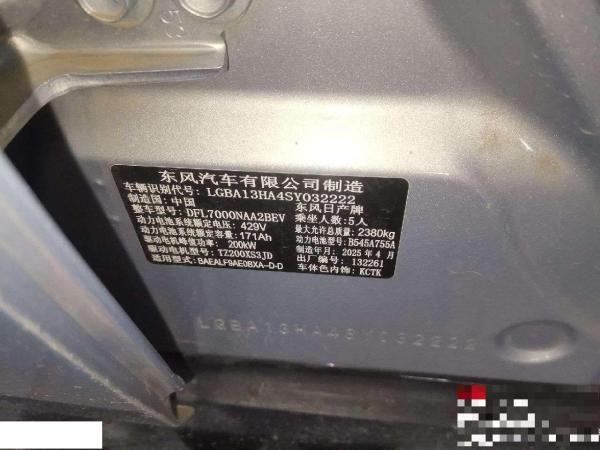 53
东风汽车有限公司制造
车辆识别代号: LGBA13HA4SY032222
制造国: 中国 东风日产牌
整车型号: DFL7000NAA2BEV 乘坐人数: 5人
动力电池系统额定电压: 429V 最大允许总质量: 2380kg
动力电池系统额定容量: 171Ah 动力电池型号: B545A755A
驱动电机峰值功率: 200kW 制造年月: 2025年4月
驱动电机型号: TZ200XS3JD 出厂编号: 132261
适用型式: BAEALF9AE0BXA-D-D 车体色内饰: KCTK
LGBA13HA4SY032222